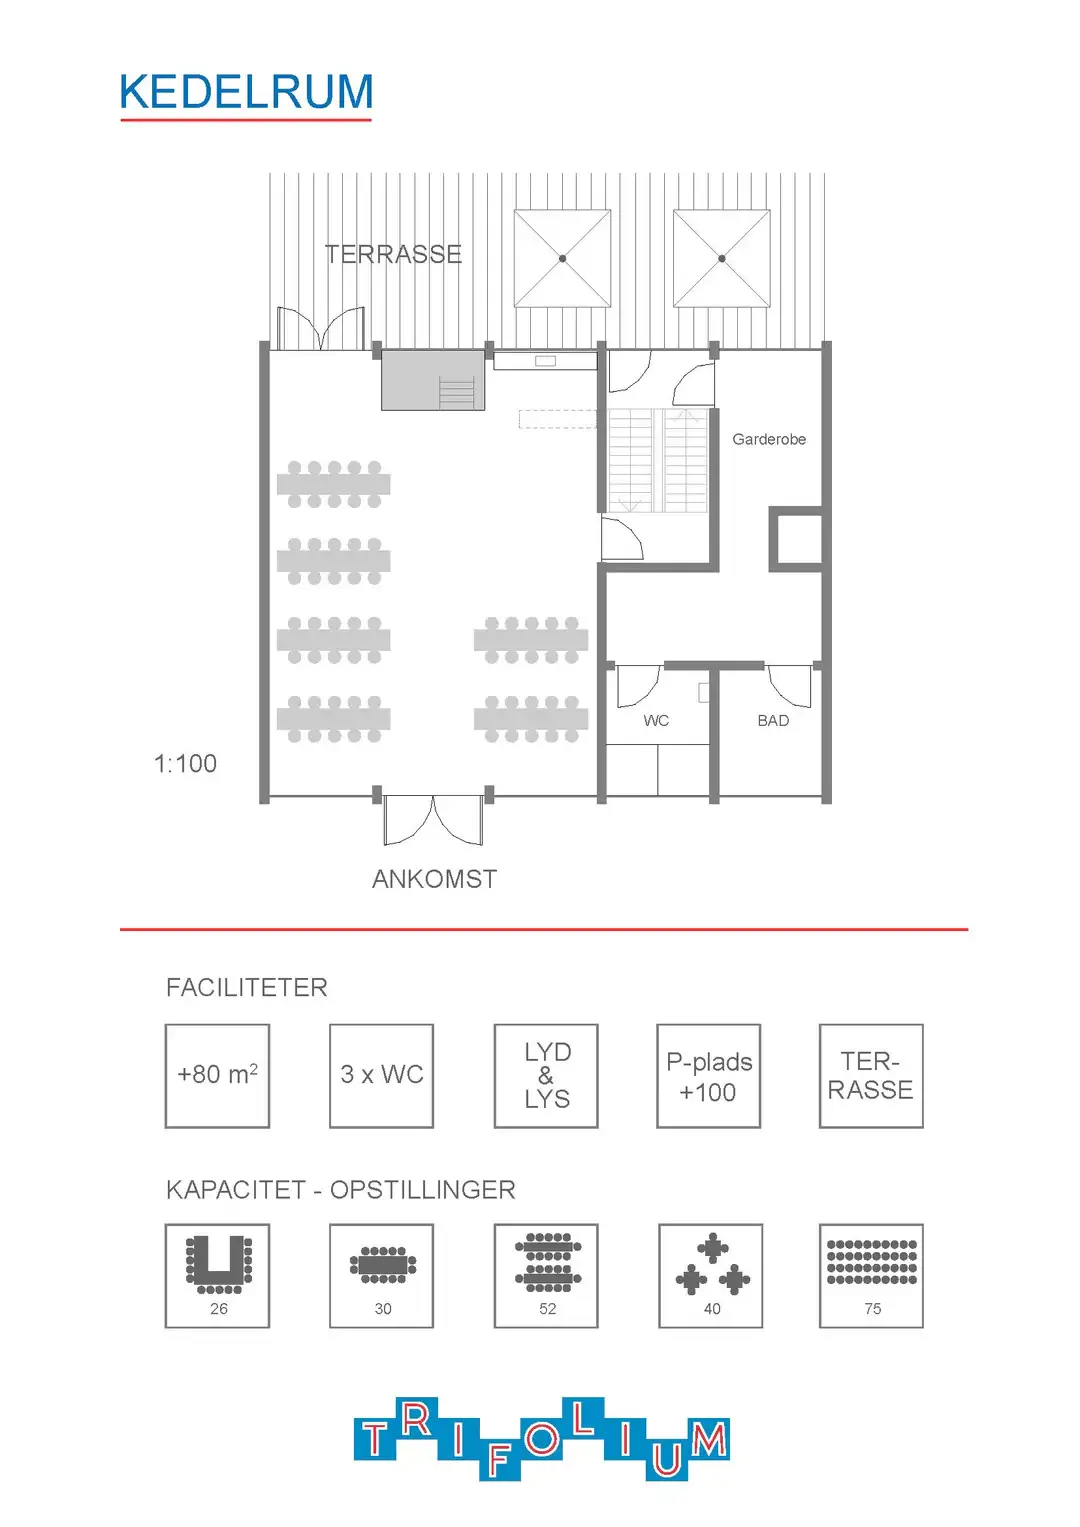 KEDELRUM
TERRASSE
Garderobe
WC
BAD
1:100
ANKOMST
FACILITETER
+80 m²
3 x WC
LYD
&
LYS
P-plads
+100
TER-
RASSE
KAPACITET - OPSTILLINGER
26
30
52
40
75
TRIFOLIUM